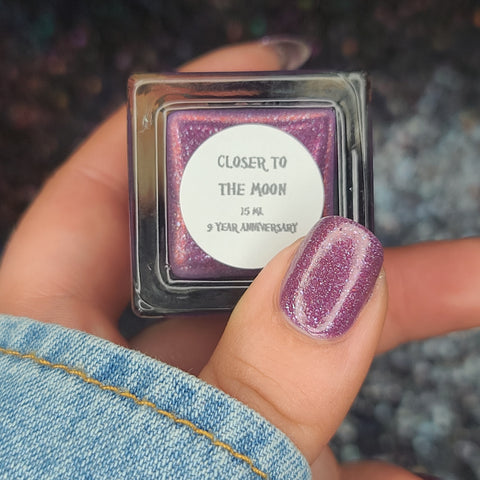 CLOSER TO
THE MOON
15 ML
9 YEAR ANNIVERSARY